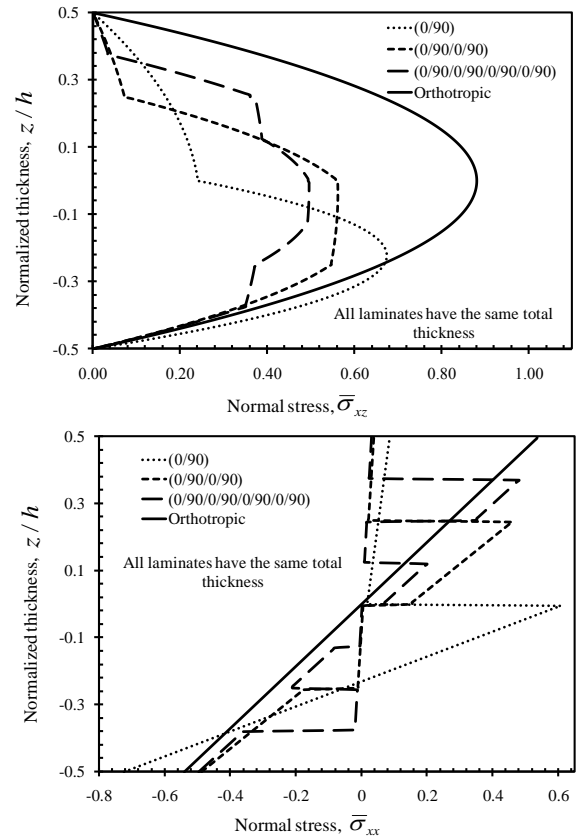 0.5
(0/90)
(0/90/0/90)
(0/90/0/90/0/90/0/90)
Orthotropic
0.3
0.1
-0.1
-0.3
-0.5
Normalized thickness, z / h
All laminates have the same total
thickness
0.00 0.20 0.40 0.60 0.80 1.00
Normal stress, σ̅xz
0.5
(0/90)
(0/90/0/90)
(0/90/0/90/0/90/0/90)
Orthotropic
0.3
0.1
-0.1
-0.3
-0.5
Normalized thickness, z / h
All laminates have the same total
thickness
-0.8 -0.6 -0.4 -0.2 0 0.2 0.4 0.6
Normal stress, σ̅xx